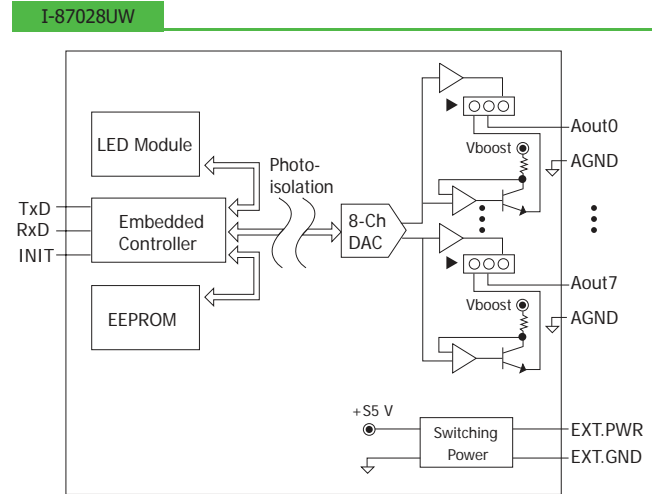 I-87028UW
LED Module
Photo-
isolation
TxD
RxD
INIT
Embedded
Controller
EEPROM
8-Ch
DAC
Aout0
Vboost
AGND
Aout7
Vboost
AGND
+S5 V
Switching
Power
EXT.PWR
EXT.GND